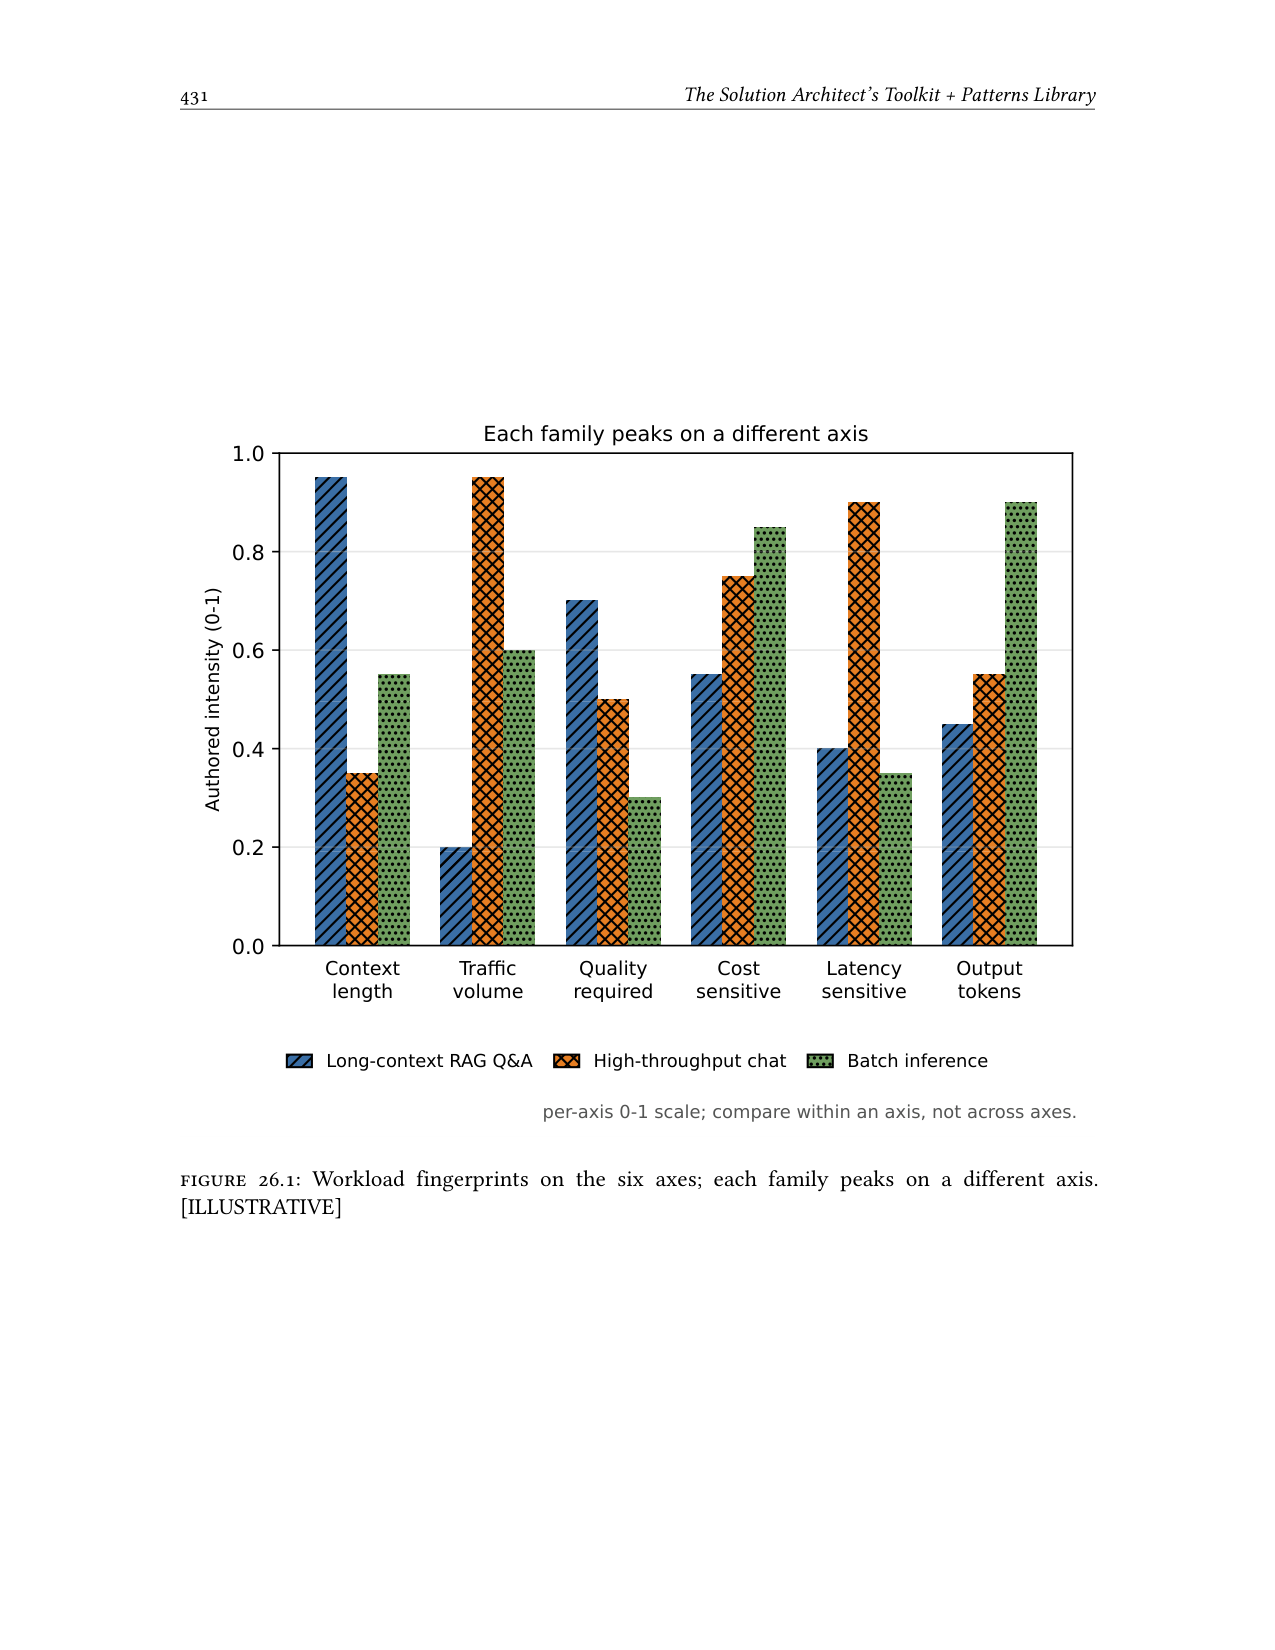 431
The Solution Architect's Toolkit + Patterns Library
Each family peaks on a different axis
1.0
0.8
0.6
0.4
0.2
0.0
Authored intensity (0-1)
Context
length
Traffic
volume
Quality
required
Cost
sensitive
Latency
sensitive
Output
tokens
Long-context RAG Q&A
High-throughput chat
Batch inference
per-axis 0-1 scale; compare within an axis, not across axes.
FIGURE 26.1: Workload fingerprints on the six axes; each family peaks on a different axis.
[ILLUSTRATIVE]